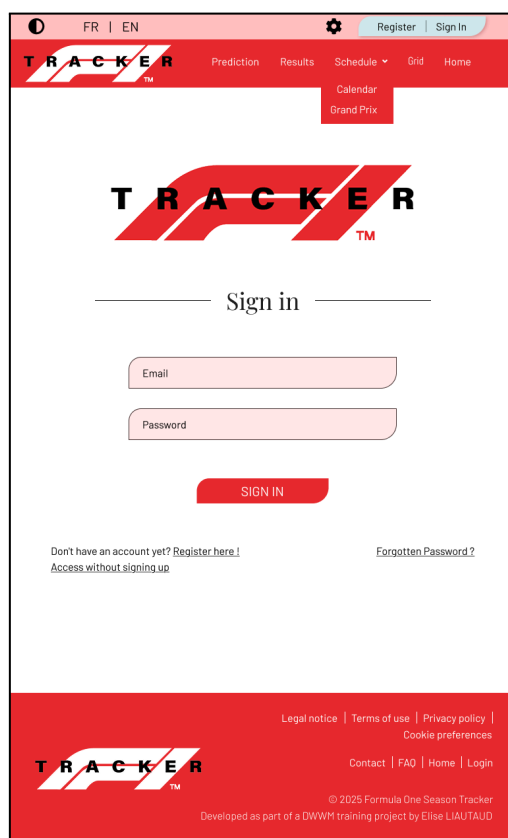 FR | EN
Register | Sign In
TRACKER
TM
Prediction
Results
Schedule
Grid
Home
Calendar
Grand Prix
TRACKER
TM
Sign in
Email
Password
SIGN IN
Don't have an account yet? Register here !
Access without signing up
Forgotten Password ?
Legal notice | Terms of use | Privacy policy |
Cookie preferences
Contact | FAQ | Home | Login
TRACKER
TM
© 2025 Formula One Season Tracker
Developed as part of a DWWM training project by Elise LIAUTAUD